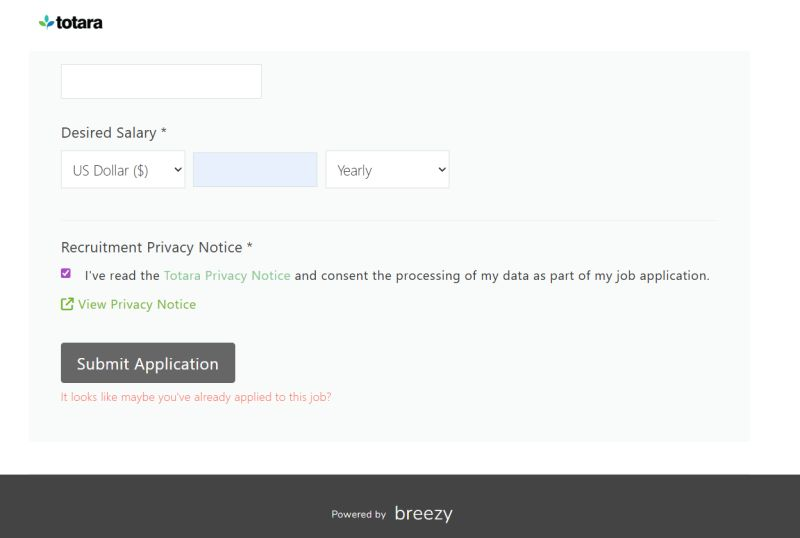 totara
Desired Salary *
US Dollar ($) Yearly
Recruitment Privacy Notice *
I've read the Totara Privacy Notice and consent the processing of my data as part of my job application.
View Privacy Notice
Submit Application
It looks like maybe you've already applied to this job?
Powered by breezy